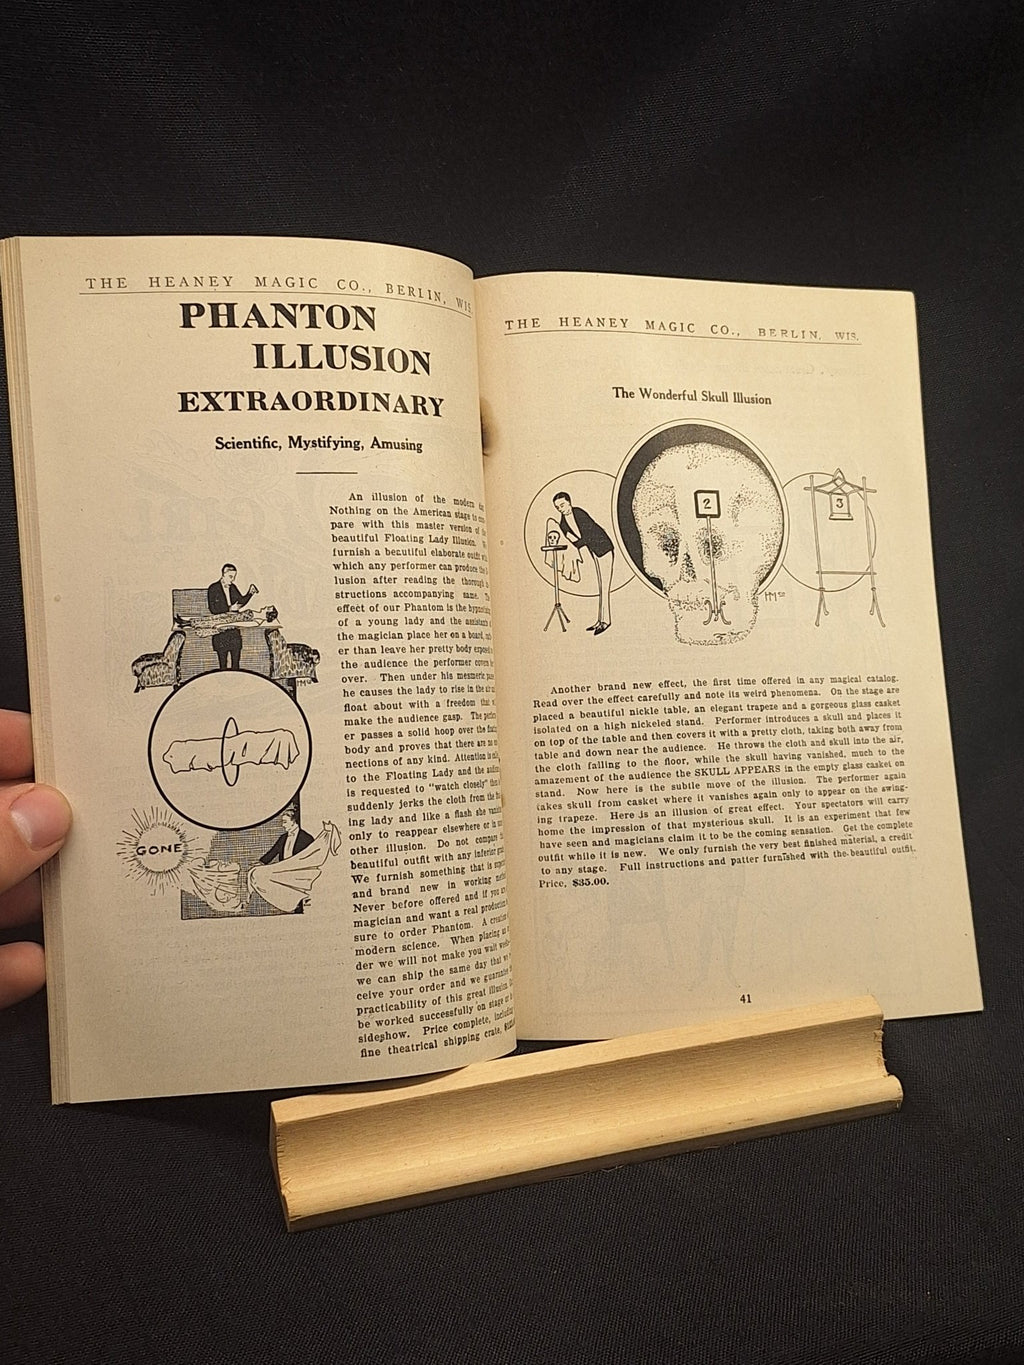 THE HEANEY MAGIC CO., BERLIN, WIS.
PHANTON
ILLUSION
EXTRAORDINARY
Scientific, Mystifying, Amusing
An illusion of the modern
Nothing on the American stage to
pare with this master version of
beautiful Floating Lady Illusion.
furnish a beautiful elaborate outfit
which any performer can produce the
lusion after reading the thorough
structions accompanying same.
effect of our Phantom is the
of a young lady and the
the magician place her on a board,
er than leave her pretty body exposed
the audience the performer covers
over. Then under his mesmeric
he causes the lady to rise in the
float about with a freedom that
make the audience gasp. The
er passes a solid hoop over the
body and proves that there are no
nections of any kind. Attention is
to the Floating Lady and the
is requested to "watch closely"
suddenly jerks the cloth from the
ing lady and like a flash she
only to reappear elsewhere or in
other illusion. Do not compare
beautiful outfit with any inferior
We furnish something that is
and brand new in working
Never before offered and if you
magician and want a real
sure to order Phantom. A
modern science. When placing
der we will not make you wait
we can ship the same day that
ceive your order and we
practicability of this great illusion.
be worked successfully on stage or
sideshow. Price complete,
fine theatrical shipping crate,
HM
GONE
THE HEANEY MAGIC CO., BERLIN, WIS.
The Wonderful Skull Illusion
2
3
HM
Another brand new effect, the first time offered in any magical catalog.
Read over the effect carefully and note its weird phenomena. On the stage are
placed a beautiful nickle table, an elegant trapeze and a gorgeous glass casket
isolated on a high nickeled stand. Performer introduces a skull and places it
on top of the table and then covers it with a pretty cloth, taking both away from
table and down near the audience. He throws the cloth and skull into the air,
the cloth falling to the floor, while the skull having vanished, much to the
amazement of the audience the SKULL APPEARS in the empty glass casket on
stand. Now here is the subtle move of the illusion. The performer again
takes skull from casket where it vanishes again only to appear on the swing-
ing trapeze. Here is an illusion of great effect. Your spectators will carry
home the impression of that mysterious skull. It is an experiment that few
have seen and magicians claim it to be the coming sensation. Get the complete
outfit while it is new. We only furnish the very best finished material, a credit
to any stage. Full instructions and patter furnished with the beautiful outfit.
Price, $35.00.
41